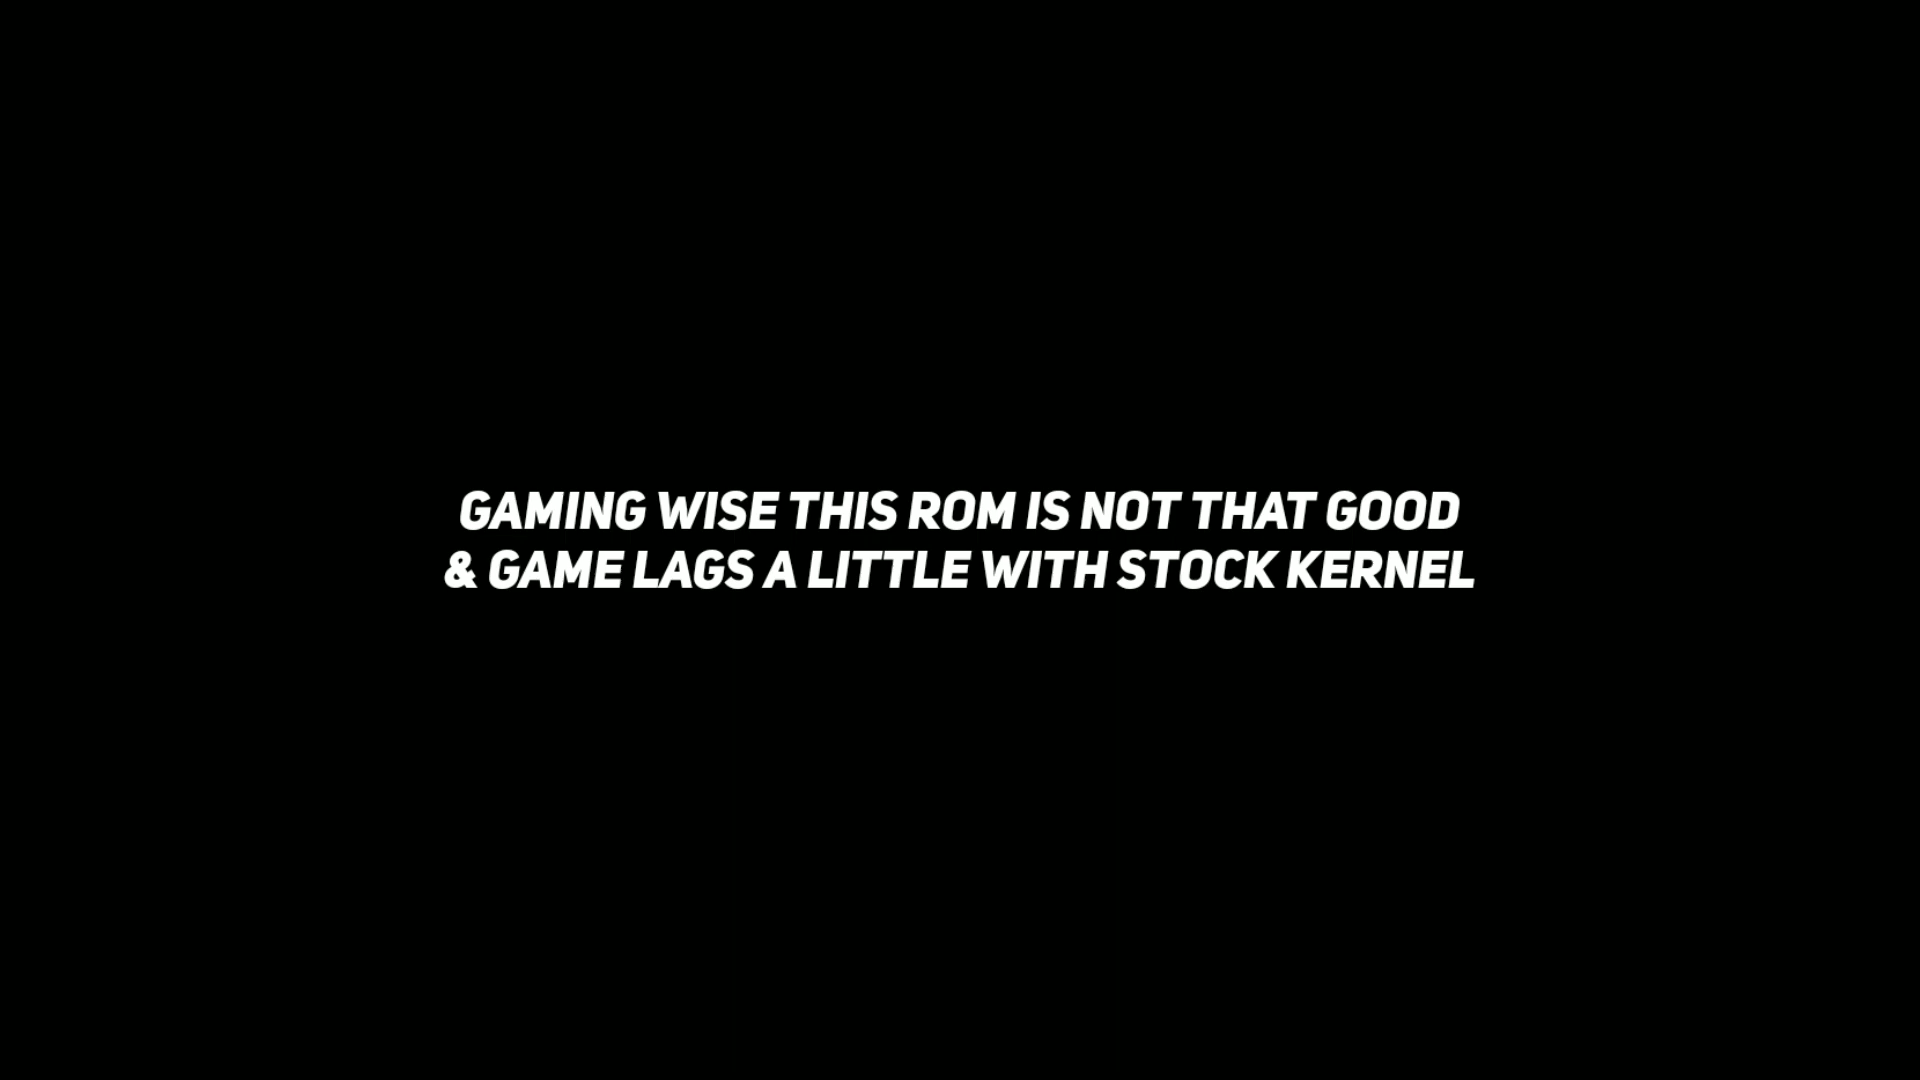 GAMING WISE THIS ROM IS NOT THAT GOOD
& GAME LAGS A LITTLE WITH STOCK KERNEL